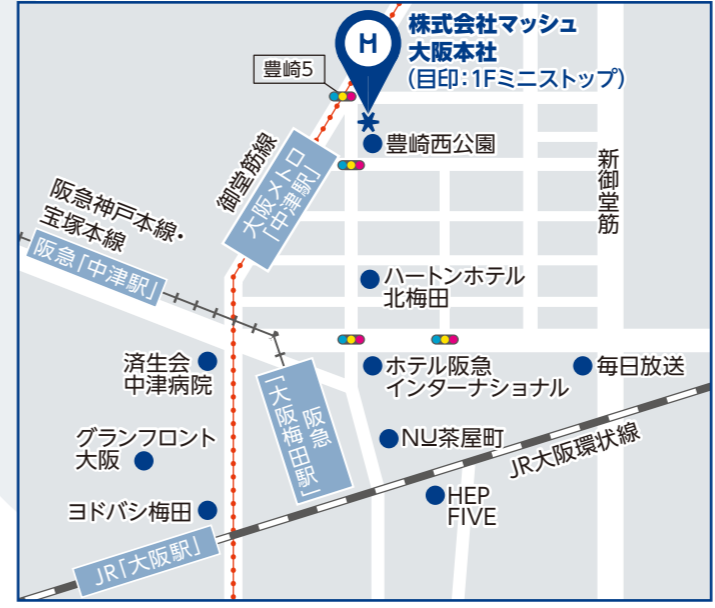 株式会社マッシュ
大阪本社
(目印:1Fミニストップ)
H
豊崎5
豊崎西公園
御堂筋線
大阪メトロ
「中津駅」
新御堂筋
阪急神戸本線・
宝塚本線
阪急「中津駅」
ハートンホテル
北梅田
済生会
中津病院
ホテル阪急
インターナショナル
毎日放送
阪急
「大阪梅田駅」
グランフロント
大阪
NU茶屋町
JR大阪環状線
ヨドバシ梅田
HEP
FIVE
JR「大阪駅」